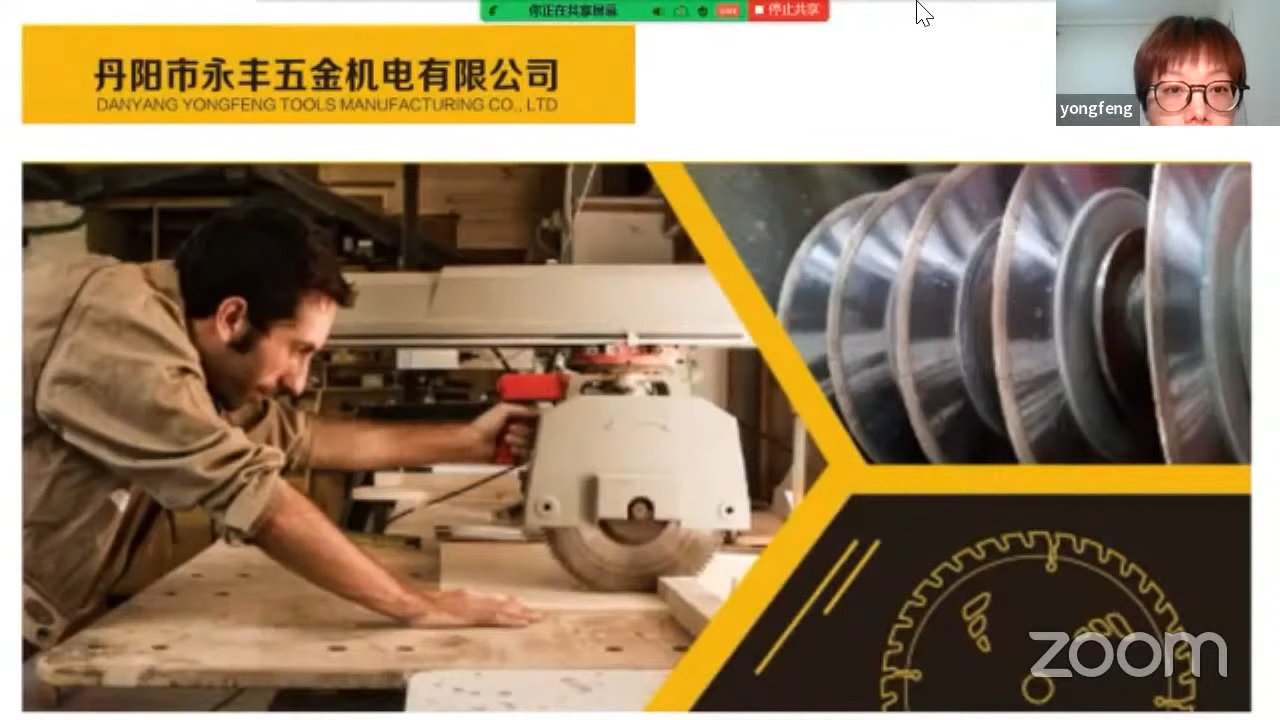 你正在共享屏幕
停止共享
丹阳市永丰五金机电有限公司
DANYANG YONGFENG TOOLS MANUFACTURING CO., LTD
yongfeng
zoom